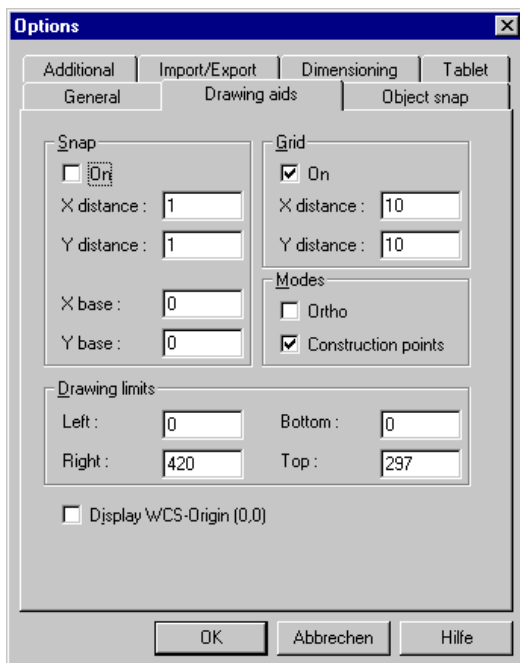 Options
Additional Import/Export Dimensioning Tablet
General Drawing aids Object snap
Snap
On
X distance : 1
Y distance : 1
X base : 0
Y base : 0
Grid
On
X distance : 10
Y distance : 10
Modes
Ortho
Construction points
Drawing limits
Left : 0 Bottom : 0
Right : 420 Top : 297
Display WCS-Origin (0,0)
OK Abbrechen Hilfe